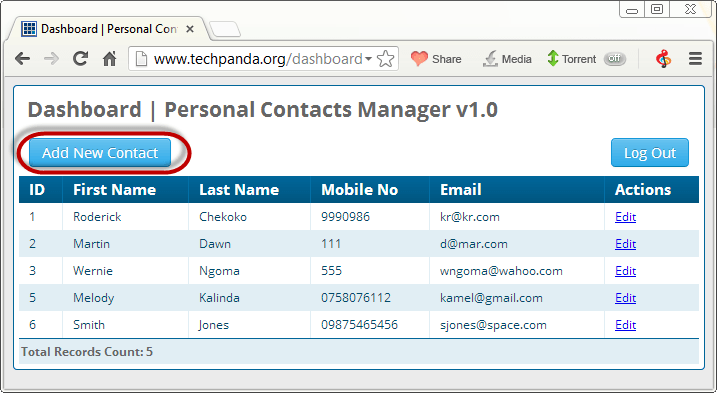 Dashboard | Personal Cont
www.techpanda.org/dashboard
Share
Media
Torrent
Off
Dashboard | Personal Contacts Manager v1.0
Add New Contact
Log Out
ID First Name Last Name Mobile No Email Actions
1 Roderick Chekoko 9990986 kr@kr.com Edit
2 Martin Dawn 111 d@mar.com Edit
3 Wernie Ngoma 555 wngoma@wahoo.com Edit
5 Melody Kalinda 0758076112 kamel@gmail.com Edit
6 Smith Jones 09875465456 sjones@space.com Edit
Total Records Count: 5